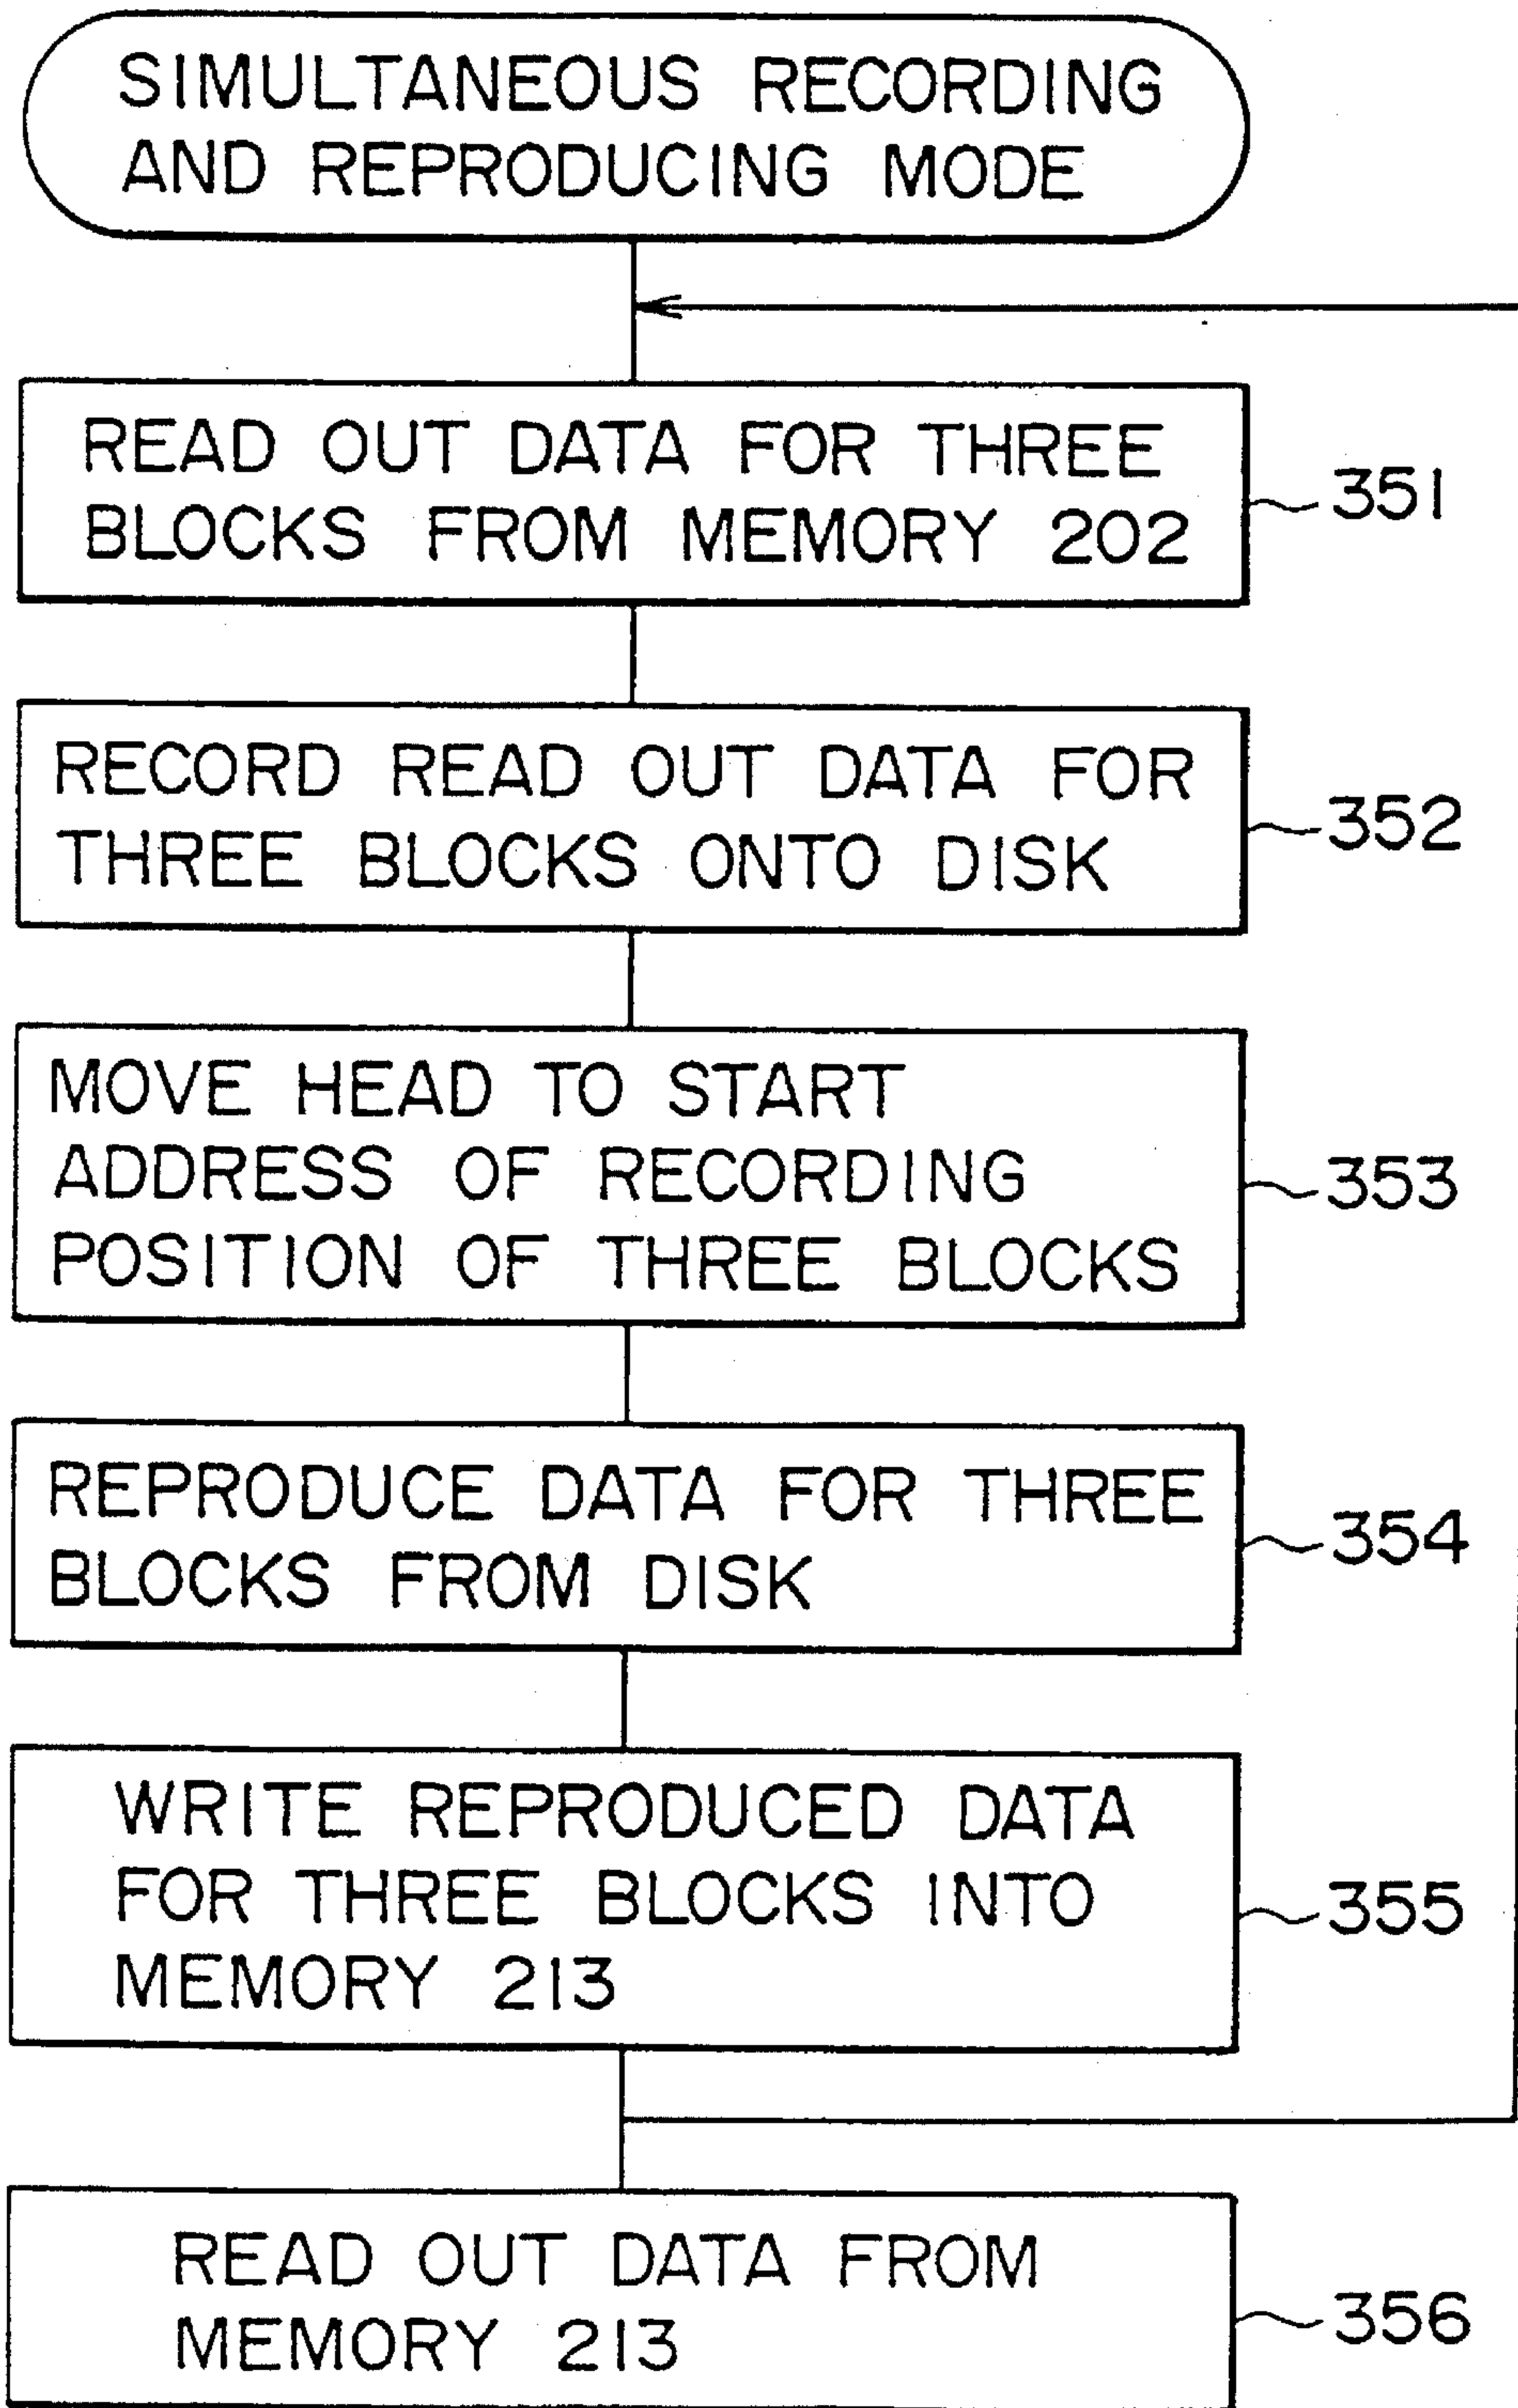 SIMULTANEOUS RECORDING
AND REPRODUCING MODE
READ OUT DATA FOR THREE
BLOCKS FROM MEMORY 202
351
RECORD READ OUT DATA FOR
THREE BLOCKS ONTO DISK
352
MOVE HEAD TO START
ADDRESS OF RECORDING
POSITION OF THREE BLOCKS
353
REPRODUCE DATA FOR THREE
BLOCKS FROM DISK
354
WRITE REPRODUCED DATA
FOR THREE BLOCKS INTO
MEMORY 213
355
READ OUT DATA FROM
MEMORY 213
356